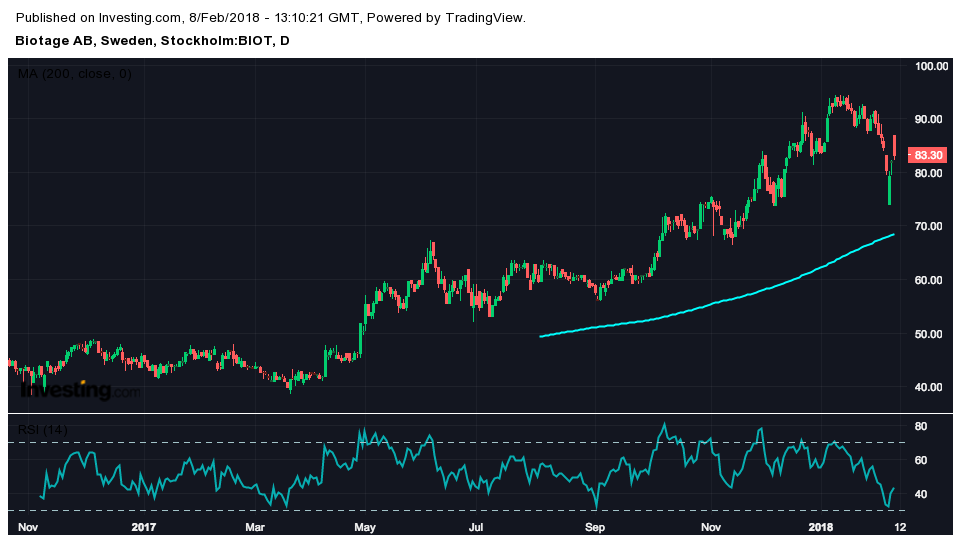 Published on Investing.com, 8/Feb/2018 - 13:10:21 GMT, Powered by TradingView.
Biotage AB, Sweden, Stockholm:BIOT, D
MA (200, close, 0)
100.00
90.00
83.30
80.00
70.00
60.00
50.00
40.00
Investing.com
RSI (14)
80
60
40
Nov 2017 Mar May Jul Sep Nov 2018 12